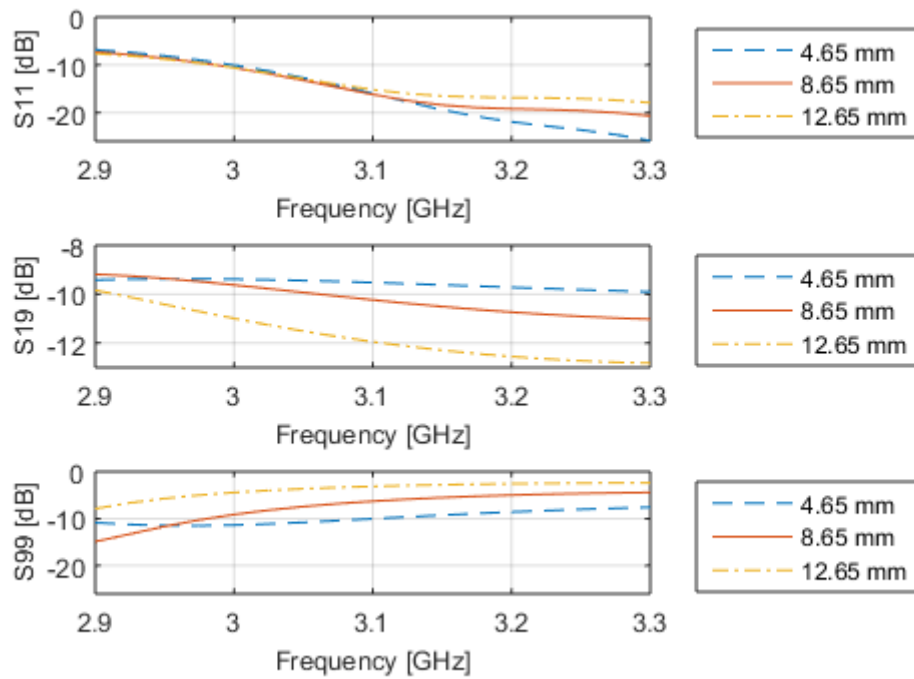 S11 [dB]
0
-10
-20
2.9 3 3.1 3.2 3.3
Frequency [GHz]
4.65 mm
8.65 mm
12.65 mm
S19 [dB]
-8
-10
-12
2.9 3 3.1 3.2 3.3
Frequency [GHz]
4.65 mm
8.65 mm
12.65 mm
S99 [dB]
0
-10
-20
2.9 3 3.1 3.2 3.3
Frequency [GHz]
4.65 mm
8.65 mm
12.65 mm